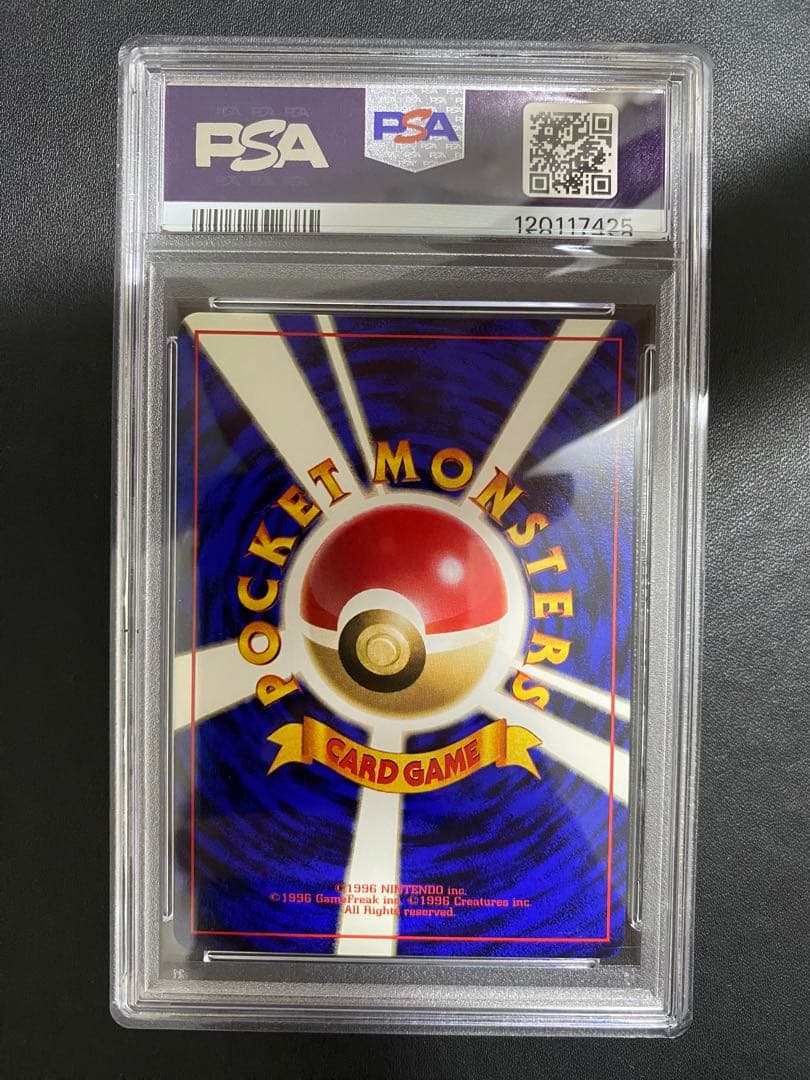 PSA
PSA
120117425
POCKET MONSTERS
CARD GAME
©1996 NINTENDO inc.
©1996 GameFreak inc. ©1996 Creatures inc.
All Rights reserved.